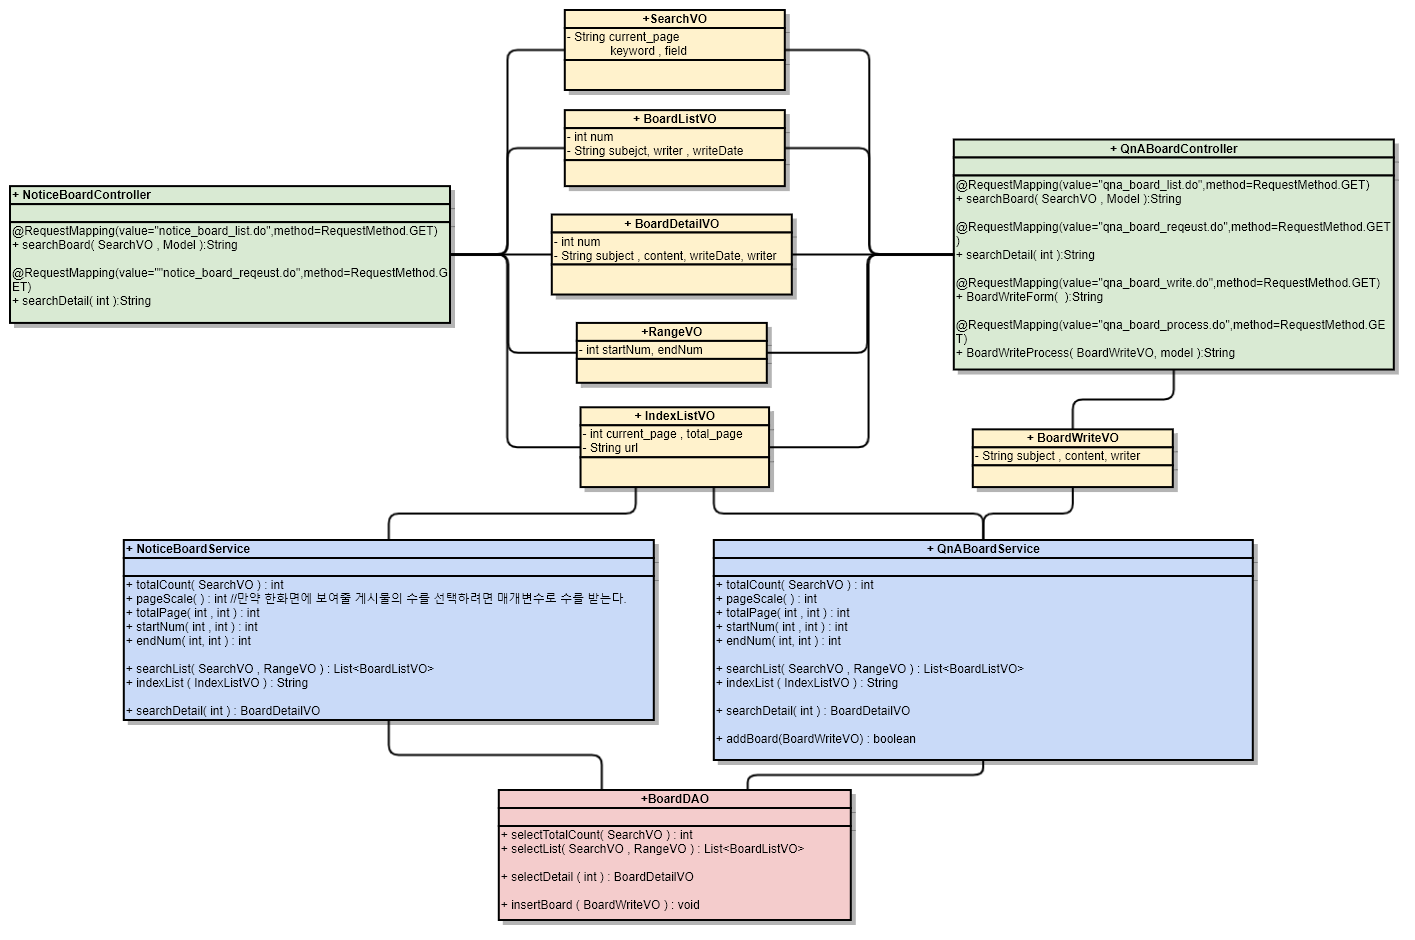 +SearchVO
- String current_page
keyword , field
+ BoardListVO
- int num
- String subejct, writer , writeDate
+ BoardDetailVO
- int num
- String subject , content, writeDate, writer
+RangeVO
- int startNum, endNum
+ IndexListVO
- int current_page , total_page
- String url
+ NoticeBoardController
@RequestMapping(value="notice_board_list.do",method=RequestMethod.GET)
+ searchBoard( SearchVO , Model ):String
@RequestMapping(value=""notice_board_reqeust.do",method=RequestMethod.G
ET)
+ searchDetail( int ):String
+ QnABoardController
@RequestMapping(value="qna_board_list.do",method=RequestMethod.GET)
+ searchBoard( SearchVO , Model ):String
@RequestMapping(value="qna_board_reqeust.do",method=RequestMethod.GET
)
+ searchDetail( int ):String
@RequestMapping(value="qna_board_write.do",method=RequestMethod.GET)
+ BoardWriteForm(  ):String
@RequestMapping(value="qna_board_process.do",method=RequestMethod.GE
T)
+ BoardWriteProcess( BoardWriteVO, model ):String
+ BoardWriteVO
- String subject , content, writer
+ NoticeBoardService
+ totalCount( SearchVO ) : int
+ pageScale( ) : int //만약 한화면에 보여줄 게시물의 수를 선택하려면 매개변수로 수를 받는다.
+ totalPage( int , int ) : int
+ startNum( int , int ) : int
+ endNum( int, int ) : int
+ searchList( SearchVO , RangeVO ) : List<BoardListVO>
+ indexList ( IndexListVO ) : String
+ searchDetail( int ) : BoardDetailVO
+ QnABoardService
+ totalCount( SearchVO ) : int
+ pageScale( ) : int
+ totalPage( int , int ) : int
+ startNum( int , int ) : int
+ endNum( int, int ) : int
+ searchList( SearchVO , RangeVO ) : List<BoardListVO>
+ indexList ( IndexListVO ) : String
+ searchDetail( int ) : BoardDetailVO
+ addBoard(BoardWriteVO) : boolean
+BoardDAO
+ selectTotalCount( SearchVO ) : int
+ selectList( SearchVO , RangeVO ) : List<BoardListVO>
+ selectDetail ( int ) : BoardDetailVO
+ insertBoard ( BoardWriteVO ) : void